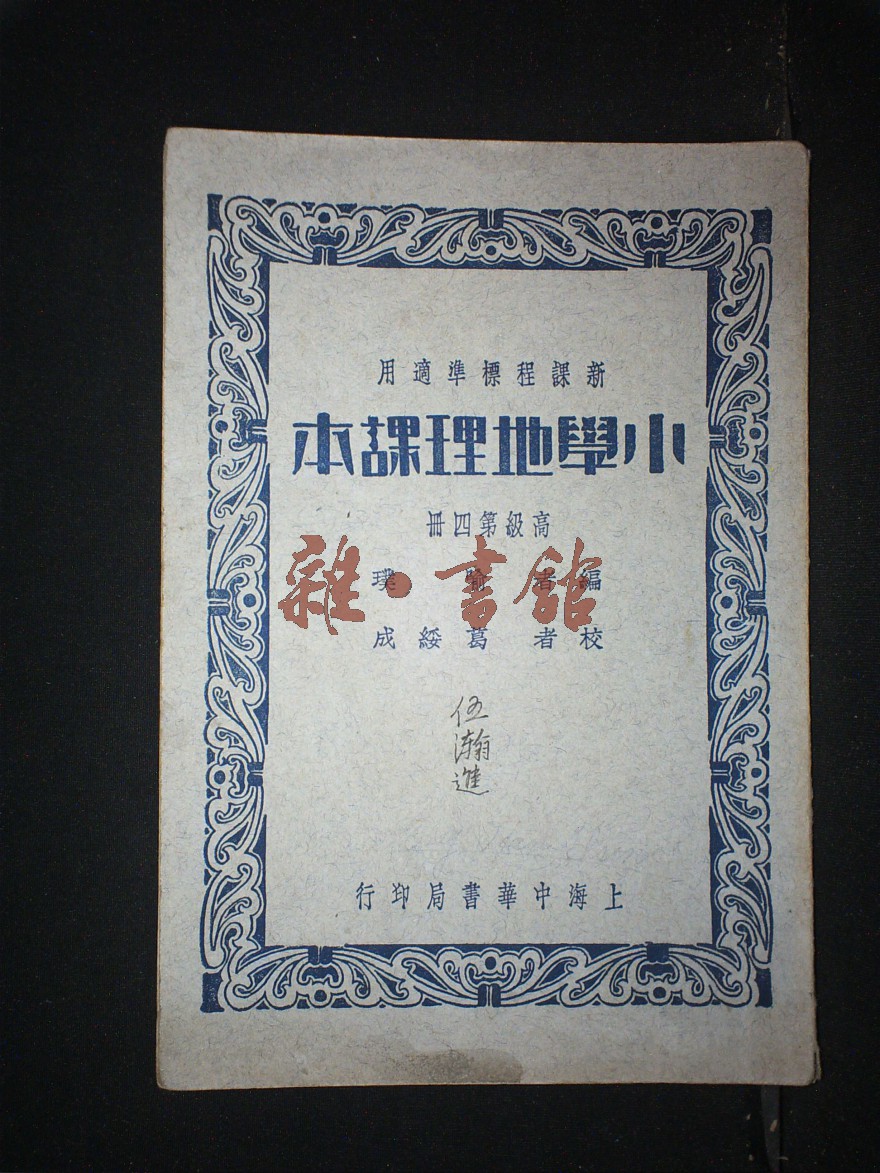 新課程標準適用
小學地理課本
高級第四冊
編者 喻璞
校者 葛綏成
雜·書館
伍瀚進
上海中華書局印行